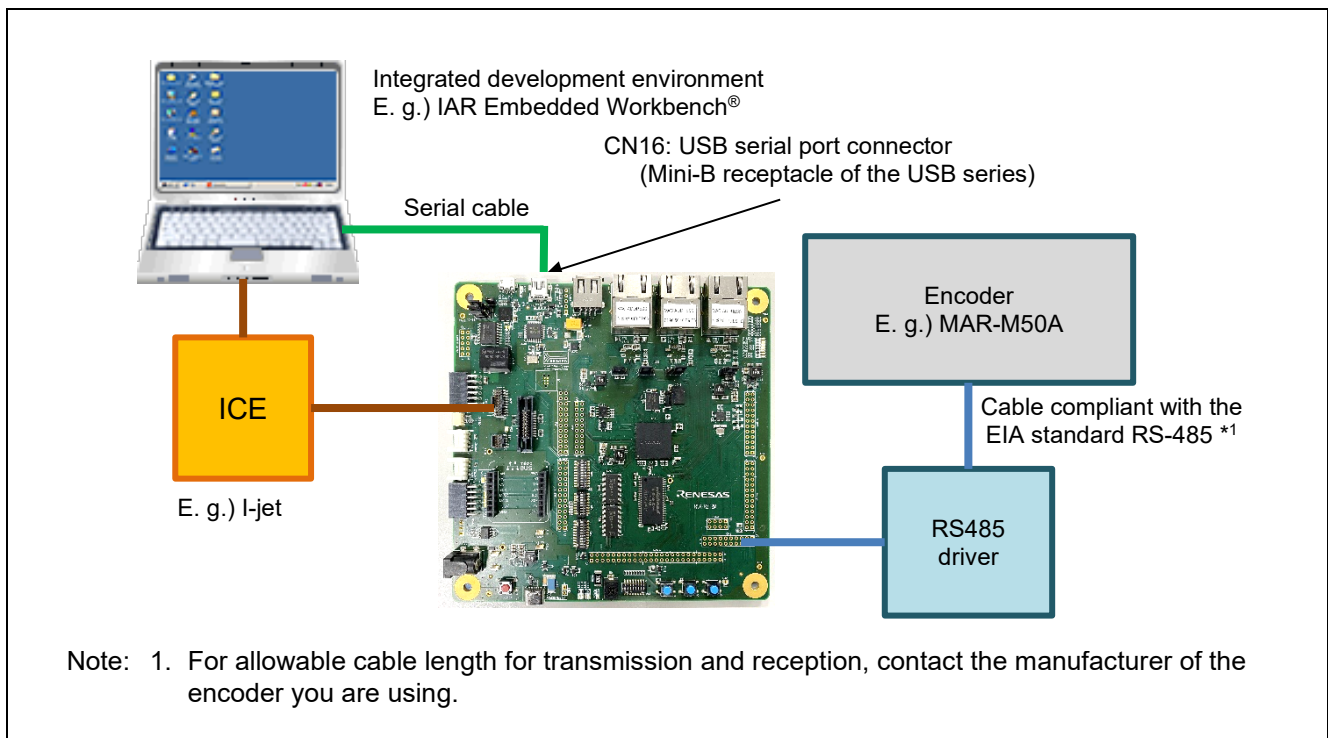 Integrated development environment
E. g.) IAR Embedded Workbench®
CN16: USB serial port connector
(Mini-B receptacle of the USB series)
Serial cable
Encoder
E. g.) MAR-M50A
ICE
Cable compliant with the
EIA standard RS-485 *1
E. g.) I-jet
RENESAS
RS485
driver
Note: 1. For allowable cable length for transmission and reception, contact the manufacturer of the
encoder you are using.